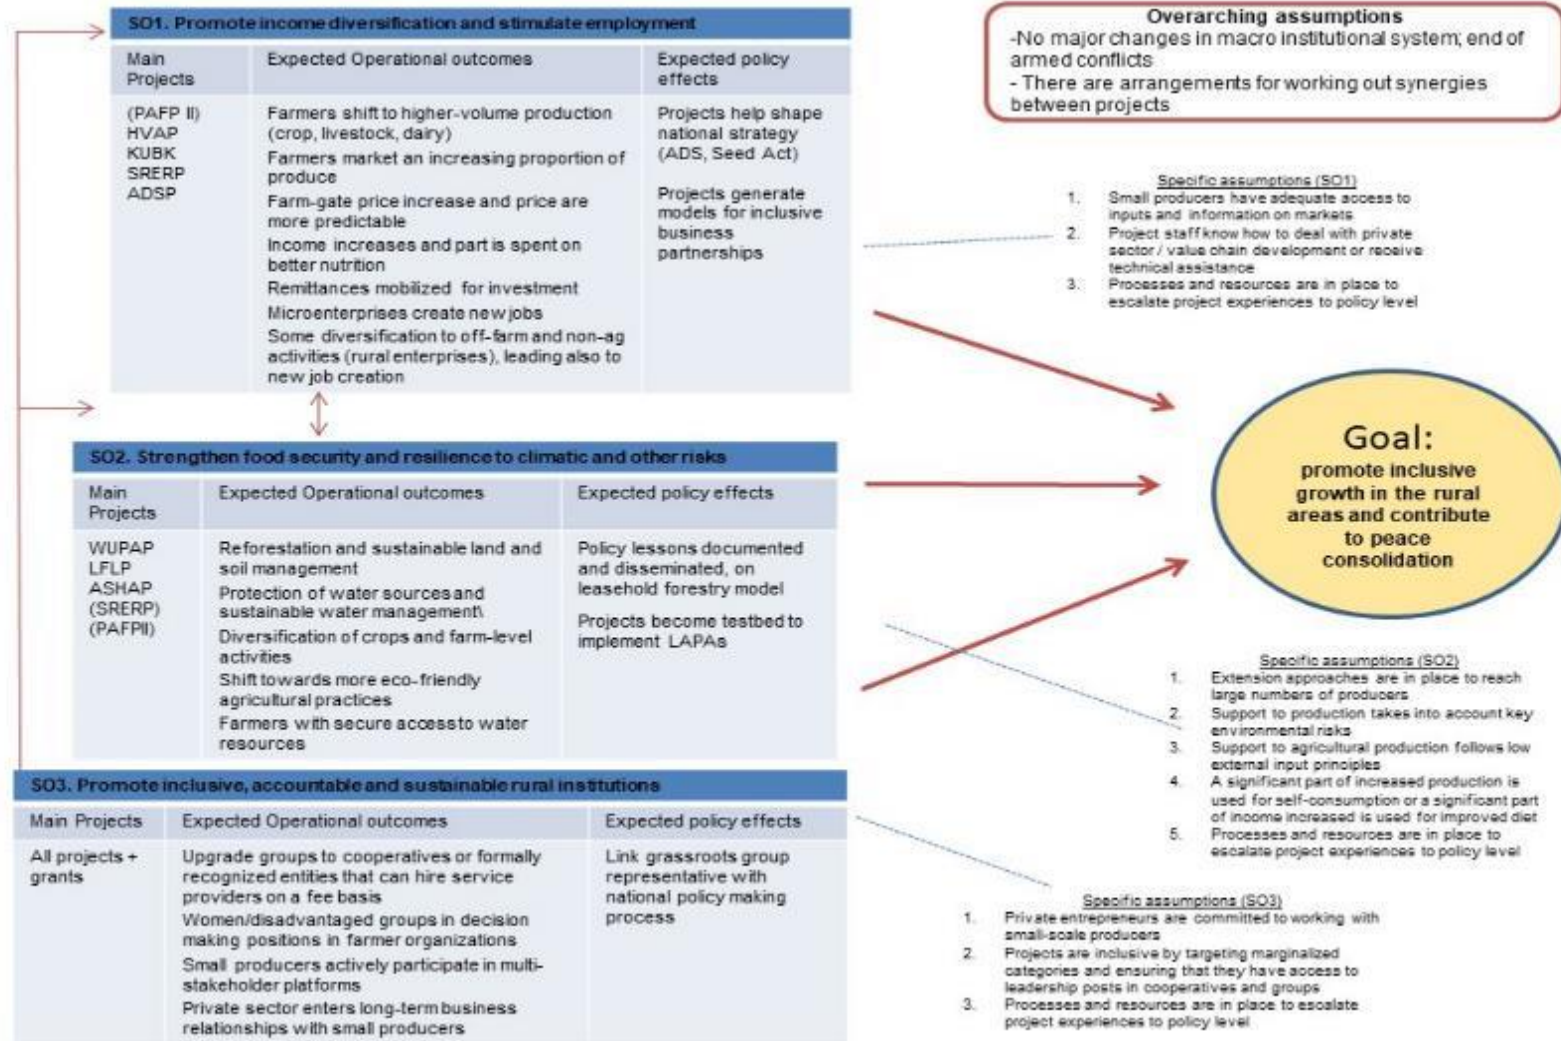 SO1. Promote income diversification and stimulate employment
Main
Projects
Expected Operational outcomes
Expected policy
effects
(PAFP II)
HVAP
KUBK
SRERP
ADSP
Farmers shift to higher-volume production
(crop, livestock, dairy)
Farmers market an increasing proportion of
produce
Farm-gate price increase and price are
more predictable
Income increases and part is spent on
better nutrition
Remittances mobilized for investment
Microenterprises create new jobs
Some diversification to off-farm and non-ag
activities (rural enterprises), leading also to
new job creation
Projects help shape
national strategy
(ADS, Seed Act)
Projects generate
models for inclusive
business
partnerships
Overarching assumptions
-No major changes in macro institutional system; end of
armed conflicts
- There are arrangements for working out synergies
between projects
Specific assumptions (SO1)
1. Small producers have adequate access to
inputs and information on markets
2. Project staff know how to deal with private
sector / value chain development or receive
technical assistance
3. Processes and resources are in place to
escalate project experiences to policy level
SO2. Strengthen food security and resilience to climatic and other risks
Main
Projects
Expected Operational outcomes
Expected policy effects
WUPAP
LFLP
ASHAP
(SRERP)
(PAFPII)
Reforestation and sustainable land and
soil management
Protection of water sources and
sustainable water management\
Diversification of crops and farm-level
activities
Shift towards more eco-friendly
agricultural practices
Farmers with secure access to water
resources
Policy lessons documented
and disseminated, on
leasehold forestry model
Projects become testbed to
implement LAPAs
Goal:
promote inclusive
growth in the rural
areas and contribute
to peace
consolidation
Specific assumptions (SO2)
1. Extension approaches are in place to reach
large numbers of producers
2. Support to production takes into account key
environmental risks
3. Support to agricultural production follows low
external input principles
4. A significant part of increased production is
used for self-consumption or a significant part
of income increased is used for improved diet
5. Processes and resources are in place to
escalate project experiences to policy level
SO3. Promote inclusive, accountable and sustainable rural institutions
Main Projects
Expected Operational outcomes
Expected policy effects
All projects +
grants
Upgrade groups to cooperatives or formally
recognized entities that can hire service
providers on a fee basis
Women/disadvantaged groups in decision
making positions in farmer organizations
Small producers actively participate in multi-
stakeholder platforms
Private sector enters long-term business
relationships with small producers
Link grassroots group
representative with
national policy making
process
Specific assumptions (SO3)
1. Private entrepreneurs are committed to working with
small-scale producers
2. Projects are inclusive by targeting marginalized
categories and ensuring that they have access to
leadership posts in cooperatives and groups
3. Processes and resources are in place to escalate
project experiences to policy level